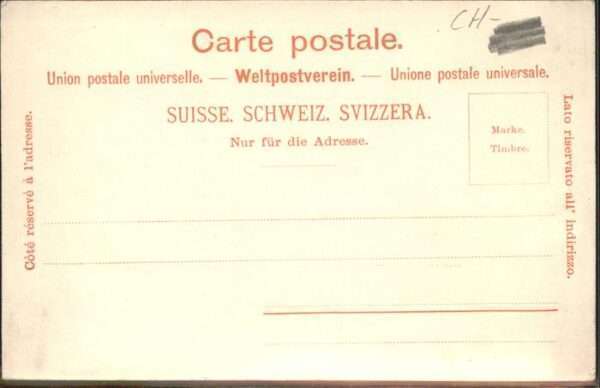 CH-
Carte postale.
Union postale universelle. — Weltpostverein. — Unione postale universale.
SUISSE. SCHWEIZ. SVIZZERA.
Nur für die Adresse.
Marke.
Timbre.
Côté réservé à l'adresse.
Lato riservato all' indirizzo.